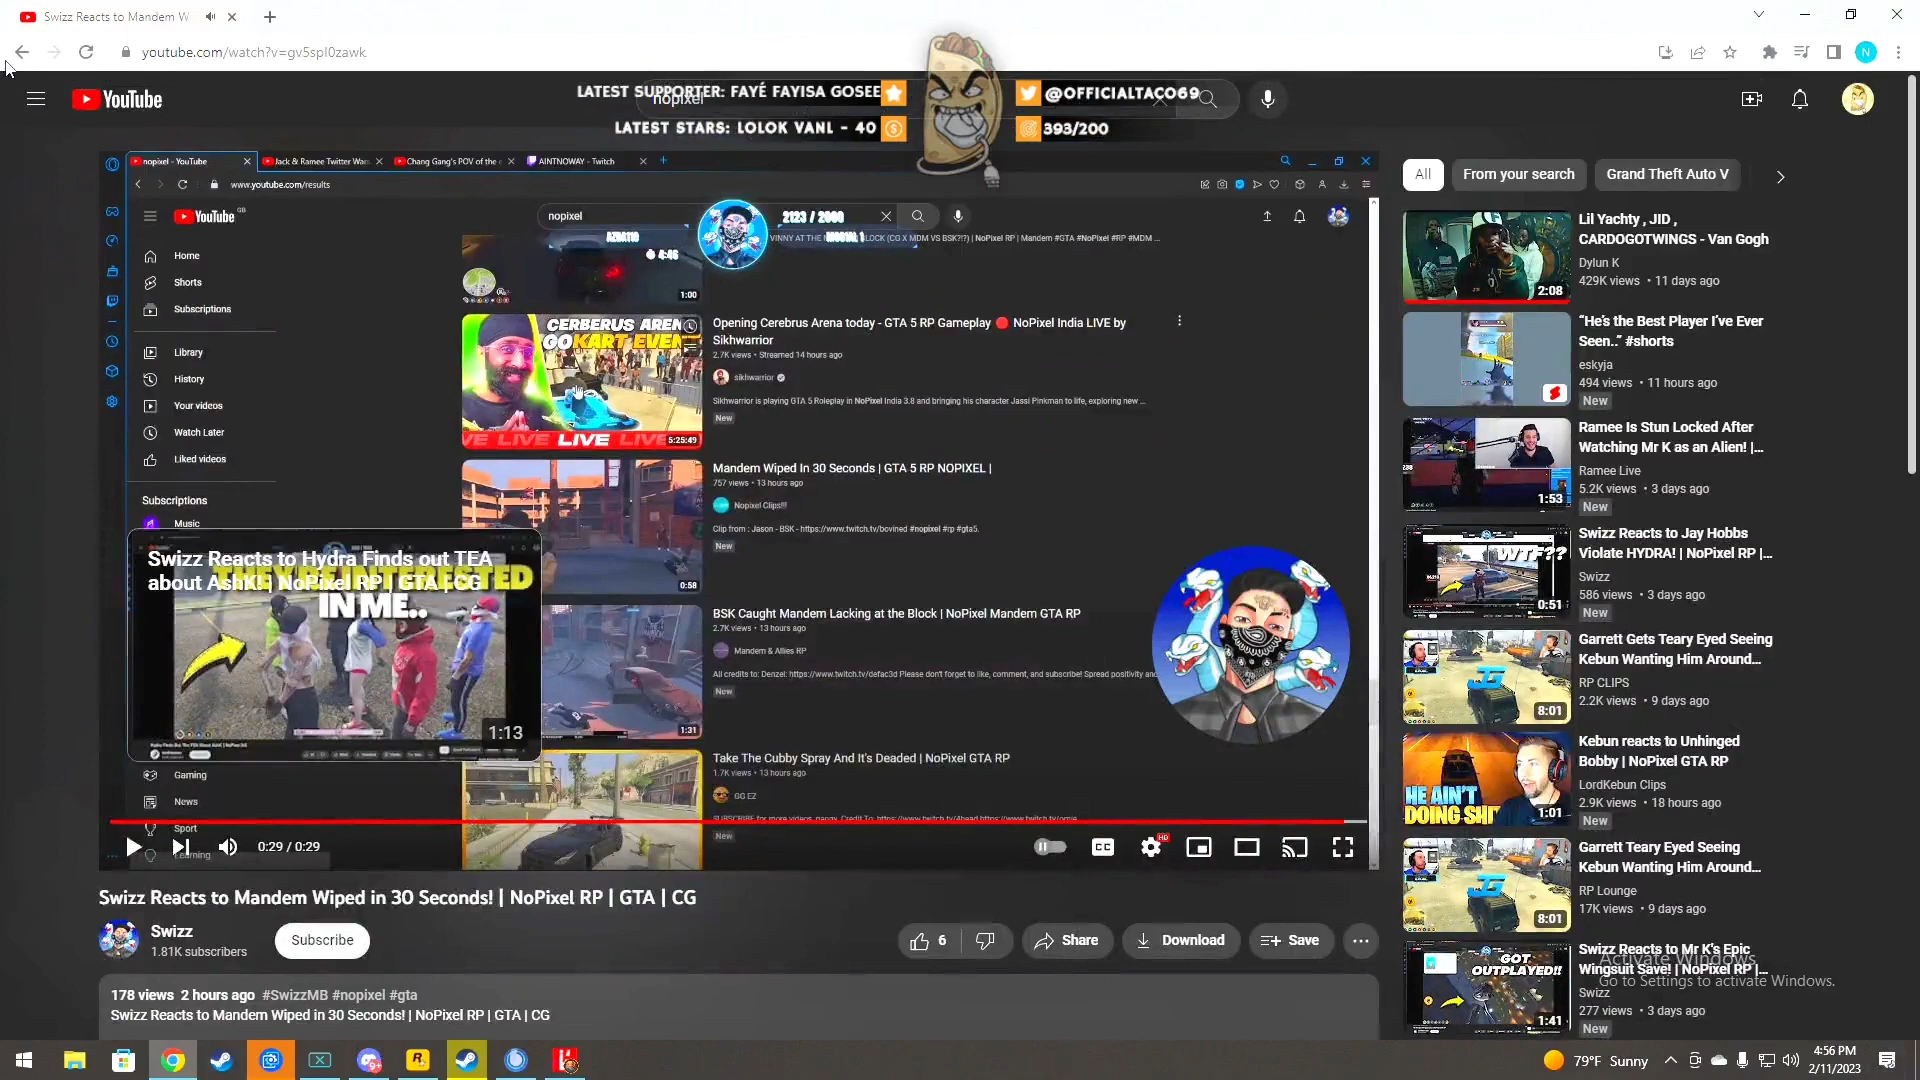 Swizz Reacts to Mandem W
youtube.com/watch?v=gv5spl0zawk
N
YouTube
nopixel
LATEST SUPPORTER: FAYÉ FAYISA GOSEE
@OFFICIALTACO69
LATEST STARS: LOLOK VANL - 40
393/200
nopixel - YouTube
Jack & Ramee Twitter War
Chang Gang's POV of the
AINTNOWAY - Twitch
www.youtube.com/results
YouTube GB
nopixel
2123 / 2000
Home
Shorts
Subscriptions
Library
History
Your videos
Watch Later
Liked videos
Subscriptions
Music
Gaming
News
Sport
Learning
4:46
1:00
VINNY AT THE
LOCK (CG X MDM VS BSK?!?) | NoPixel RP | Mandem #GTA #NoPixel #RP #MDM ...
CERBERUS AREN
GO KART EVEN
VE LIVE LIVE LIVE
5:25:49
Opening Cerebrus Arena today - GTA 5 RP Gameplay 🔴 NoPixel India LIVE by
Sikhwarrior
2.7K views • Streamed 14 hours ago
sikhwarrior
Sikhwarrior is playing GTA 5 Roleplay in NoPixel India 3.8 and bringing his character Jassi Pinkman to life, exploring new ...
New
0:58
Mandem Wiped In 30 Seconds | GTA 5 RP NOPIXEL |
757 views • 13 hours ago
Nopixel Clips!!!
Clip from : Jason - BSK - https://www.twitch.tv/bovined #nopixel #rp #gta5.
New
1:31
BSK Caught Mandem Lacking at the Block | NoPixel Mandem GTA RP
2.7K views • 13 hours ago
Mandem & Allies RP
All credits to: Denzel: https://www.twitch.tv/defac3d Please don't forget to like, comment, and subscribe! Spread positivity and
New
Take The Cubby Spray And It's Deaded | NoPixel GTA RP
1.7K views • 13 hours ago
GG EZ
SUBSCRIBE for more videos
New
Swizz Reacts to Hydra Finds out TEA
about AshK! | NoPixel RP | GTA | CG
THEY'RE INTERESTED
IN ME..
1:13
0:29 / 0:29
CC
HD
Swizz Reacts to Mandem Wiped in 30 Seconds! | NoPixel RP | GTA | CG
Swizz
1.81K subscribers
Subscribe
6
Share
Download
Save
178 views 2 hours ago #SwizzMB #nopixel #gta
Swizz Reacts to Mandem Wiped in 30 Seconds! | NoPixel RP | GTA | CG
All
From your search
Grand Theft Auto V
2:08
Lil Yachty , JID ,
CARDOGOTWINGS - Van Gogh
Dylun K
429K views • 11 days ago
“He’s the Best Player I’ve Ever
Seen..” #shorts
eskyja
494 views • 11 hours ago
New
1:53
Ramee Is Stun Locked After
Watching Mr K as an Alien! |...
Ramee Live
5.2K views • 3 days ago
New
WTF??
0:51
Swizz Reacts to Jay Hobbs
Violate HYDRA! | NoPixel RP |...
Swizz
586 views • 3 days ago
New
8:01
Garrett Gets Teary Eyed Seeing
Kebun Wanting Him Around...
RP CLIPS
2.2K views • 9 days ago
HE AIN'T
DOING SHI
1:01
Kebun reacts to Unhinged
Bobby | NoPixel GTA RP
LordKebun Clips
2.9K views • 18 hours ago
New
8:01
Garrett Teary Eyed Seeing
Kebun Wanting Him Around...
RP Lounge
17K views • 9 days ago
GOT
OUTPLAYED!!
1:41
Swizz Reacts to Mr K's Epic
Wingsuit Save! | NoPixel RP |...
Swizz
277 views • 3 days ago
New
Activate Windows
Go to Settings to activate Windows.
9+
79°F Sunny
4:56 PM
2/11/2023